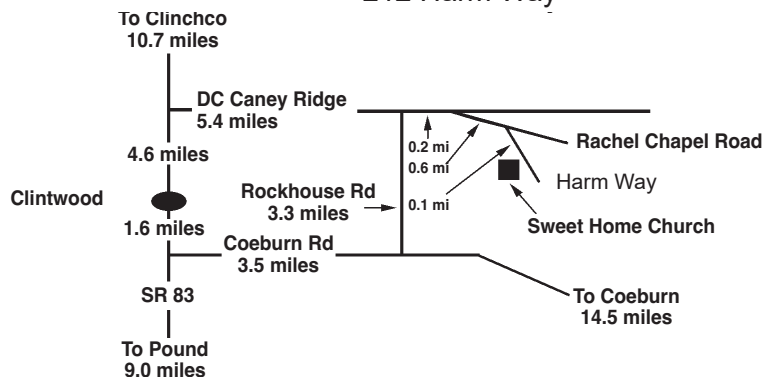 To Clinchco
10.7 miles
DC Caney Ridge
5.4 miles
Rachel Chapel Road
0.2 mi
0.6 mi
4.6 miles
Harm Way
Rockhouse Rd
3.3 miles
0.1 mi
Clintwood
Sweet Home Church
1.6 miles
Coeburn Rd
3.5 miles
SR 83
To Coeburn
14.5 miles
To Pound
9.0 miles